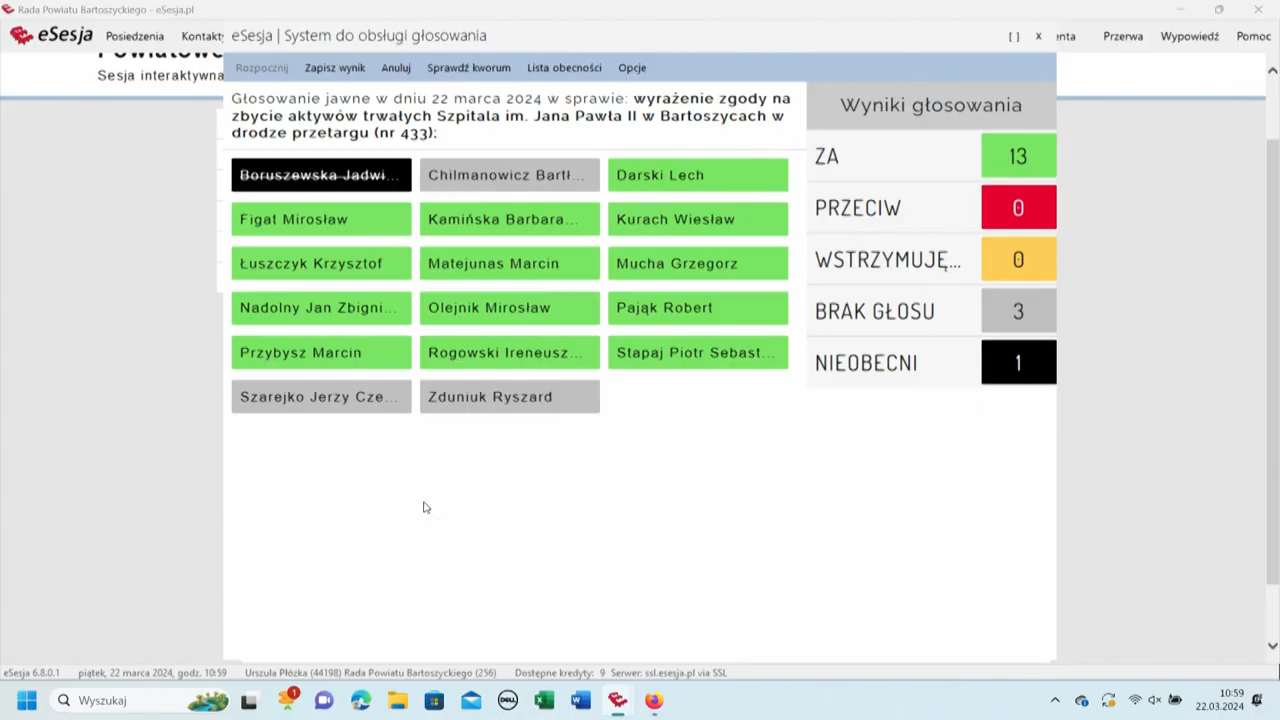 Rada Powiatu Bartoszyckiego - eSesja.pl
eSesja Posiedzenia
eSesja | System do obsługi głosowania
[ ] x
Przerwa Wypowiedź Pomoc
Sesja interaktywna
Rozpocznij Zapisz wynik Anuluj Sprawdź kworum Lista obecności Opcje
Głosowanie jawne w dniu 22 marca 2024 w sprawie: wyrażenie zgody na
zbycie aktywów trwałych Szpitala im. Jana Pawła II w Bartoszycach w
drodze przetargu (nr 433);
Boruszewska Jadwi... Chilmanowicz Bartł... Darski Lech
Figat Mirosław Kamińska Barbara... Kurach Wiesław
Łuszczyk Krzysztof Matejunas Marcin Mucha Grzegorz
Nadolny Jan Zbigni... Olejnik Mirosław Pająk Robert
Przybysz Marcin Rogowski Ireneusz... Stapaj Piotr Sebast...
Szarejko Jerzy Cze... Zduniuk Ryszard
Wyniki głosowania
ZA 13
PRZECIW 0
WSTRZYMUJĘ... 0
BRAK GŁOSU 3
NIEOBECNI 1
eSesja 6.8.0.1 piątek, 22 marca 2024, godz. 10:59 Urszula Płózka (44198) Rada Powiatu Bartoszyckiego (256) Dostępne kredyty: 9 Serwer: ssl.esesja.pl via SSL
Wyszukaj
1
DELL
10:59
22.03.2024